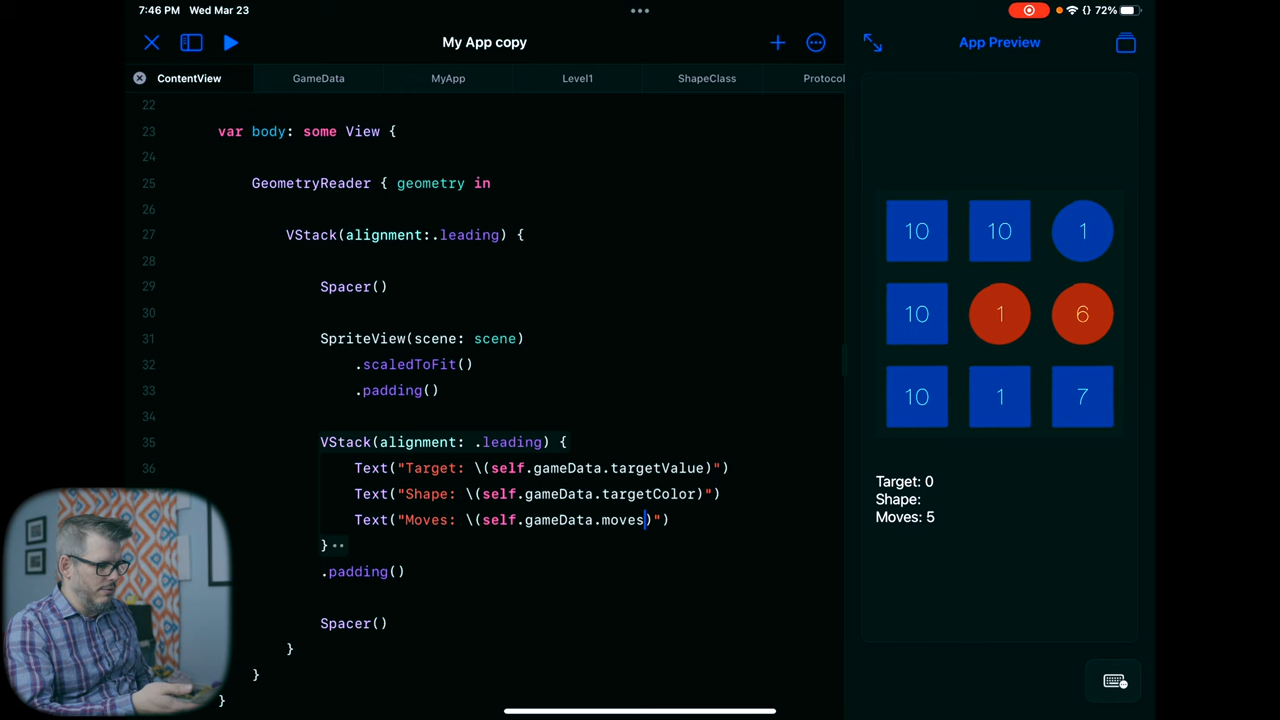 7:46 PM Wed Mar 23
72%
My App copy
App Preview
ContentView
GameData
MyApp
Level1
ShapeClass
Protocol
22
23 var body: some View {
24
25 GeometryReader { geometry in
26
27 VStack(alignment:.leading) {
28
29 Spacer()
30
31 SpriteView(scene: scene)
32 .scaledToFit()
33 .padding()
34
35 VStack(alignment: .leading) {
36 Text("Target: \(self.gameData.targetValue)")
Text("Shape: \(self.gameData.targetColor)")
Text("Moves: \(self.gameData.moves)")
}
.padding()
Spacer()
}
}
}
10 10 1
10 1 6
10 1 7
Target: 0
Shape:
Moves: 5